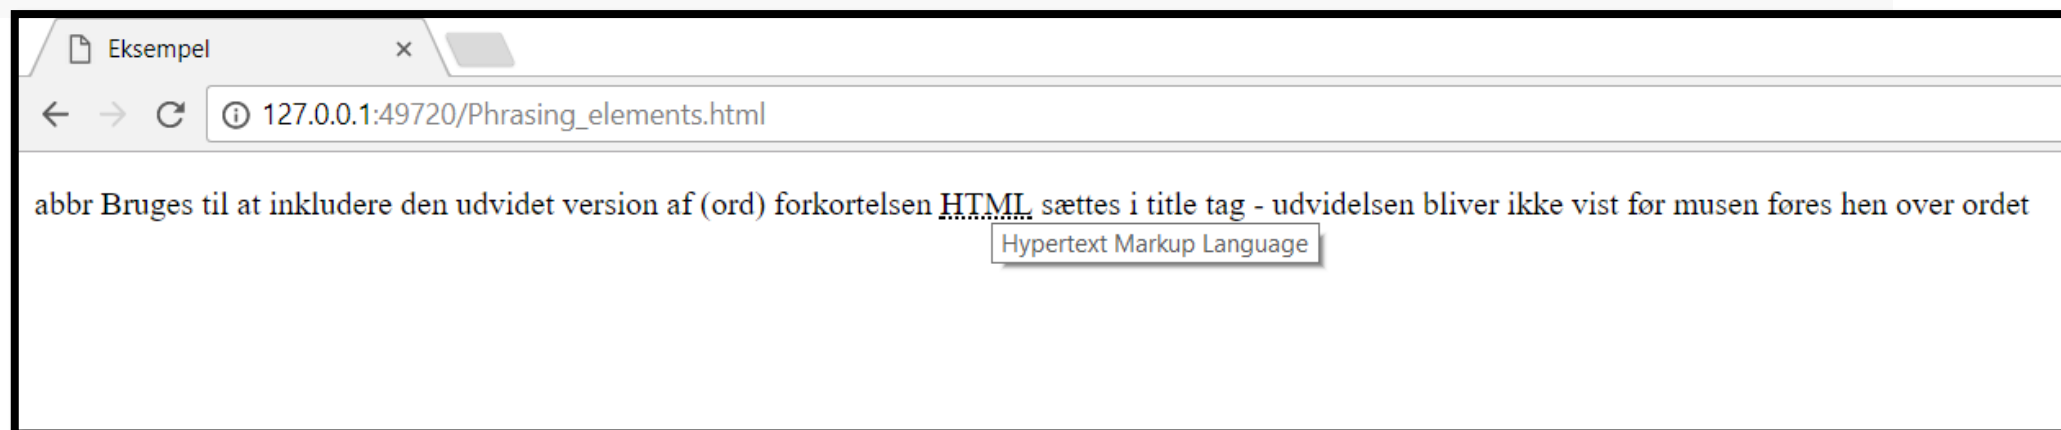 Eksempel
127.0.0.1:49720/Phrasing_elements.html
abbr Bruges til at inkludere den udvidet version af (ord) forkortelsen HTML sættes i title tag - udvidelsen bliver ikke vist før musen føres hen over ordet
Hypertext Markup Language